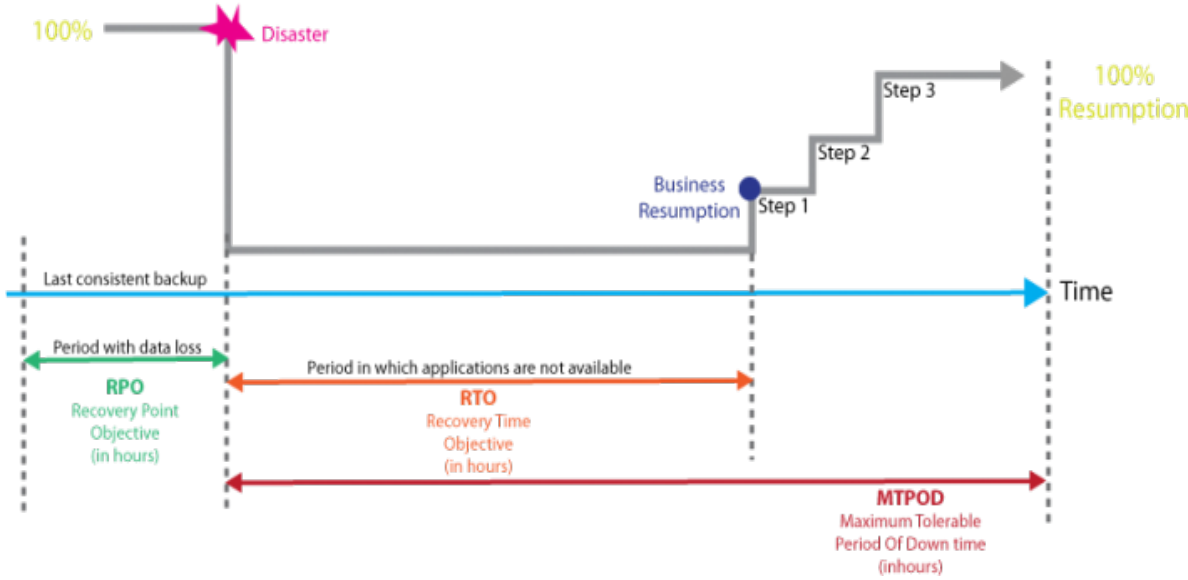 100%
Disaster
Step 3
100%
Resumption
Step 2
Business
Resumption
Step 1
Last consistent backup
Time
Period with data loss
RPO
Recovery Point
Objective
(in hours)
Period in which applications are not available
RTO
Recovery Time
Objective
(in hours)
MTPOD
Maximum Tolerable
Period Of Down time
(inhours)